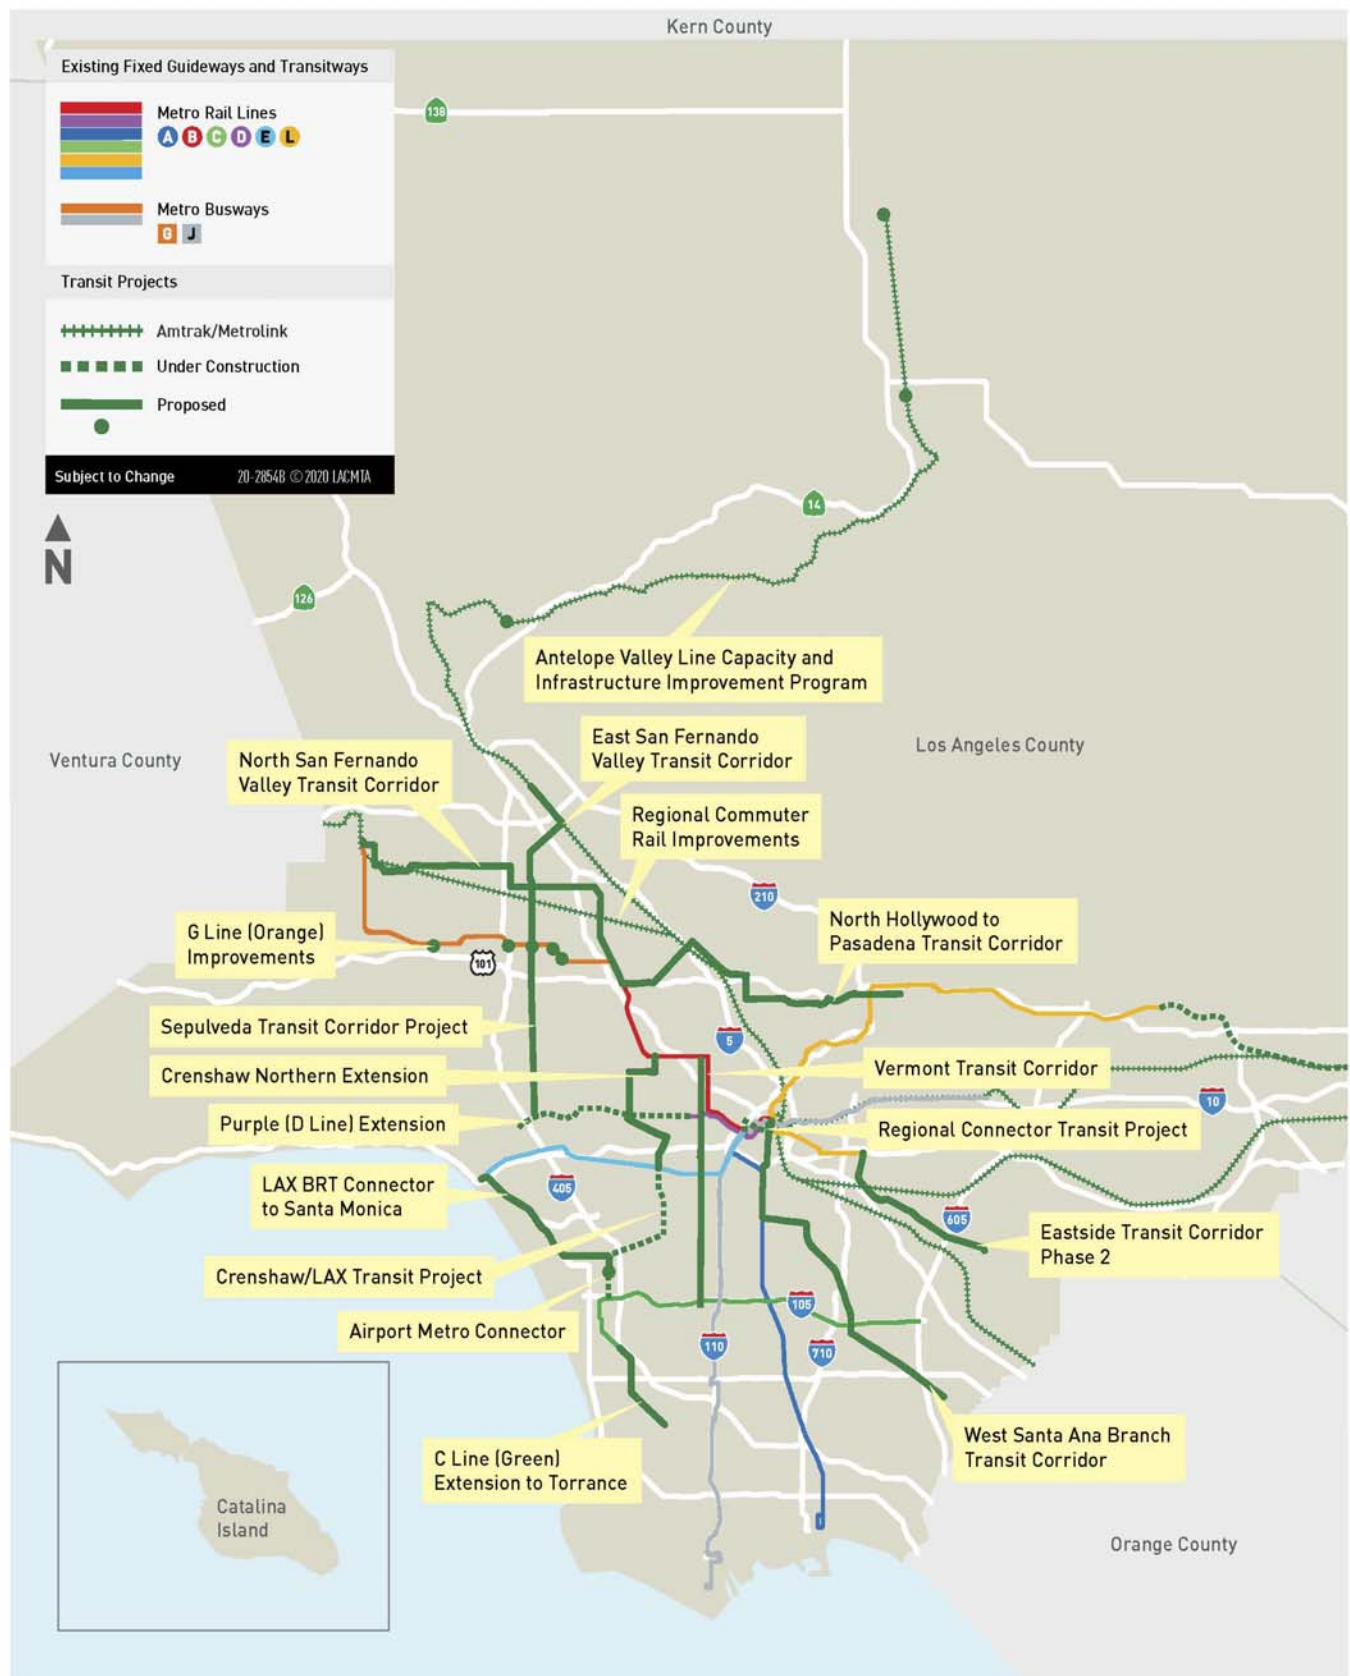 Kern County
Existing Fixed Guideways and Transitways
Metro Rail Lines
A B C D E L
Metro Busways
G J
Transit Projects
Amtrak/Metrolink
Under Construction
Proposed
Subject to Change 20-2854B © 2020 LACMTA
N
138
14
126
Antelope Valley Line Capacity and
Infrastructure Improvement Program
Ventura County
Los Angeles County
North San Fernando
Valley Transit Corridor
East San Fernando
Valley Transit Corridor
Regional Commuter
Rail Improvements
210
G Line (Orange)
Improvements
101
North Hollywood to
Pasadena Transit Corridor
Sepulveda Transit Corridor Project
5
Crenshaw Northern Extension
Vermont Transit Corridor
10
Purple (D Line) Extension
Regional Connector Transit Project
LAX BRT Connector
to Santa Monica
405
605
Eastside Transit Corridor
Phase 2
Crenshaw/LAX Transit Project
105
Airport Metro Connector
110
710
C Line (Green)
Extension to Torrance
West Santa Ana Branch
Transit Corridor
Catalina
Island
Orange County